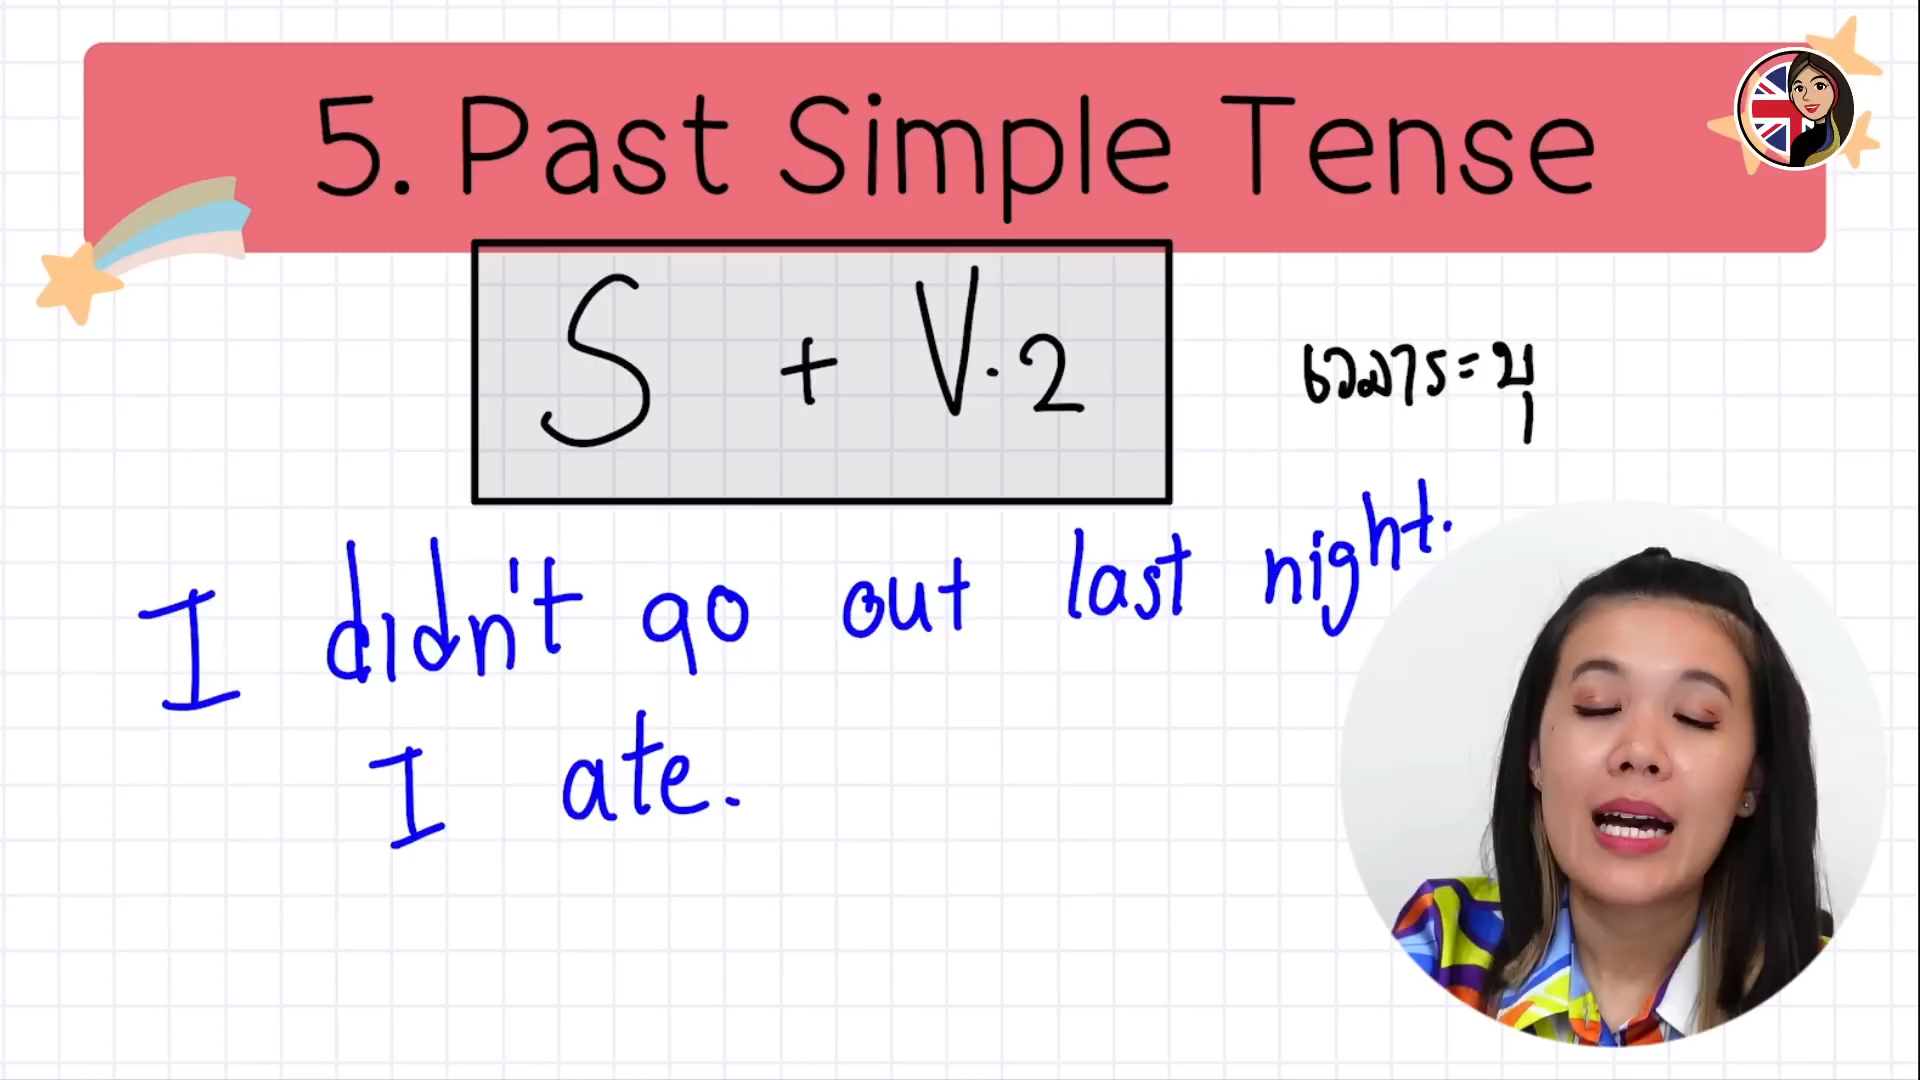 5. Past Simple Tense
S + V.2
เวลาระบุ
I didn't go out last night.
I ate.